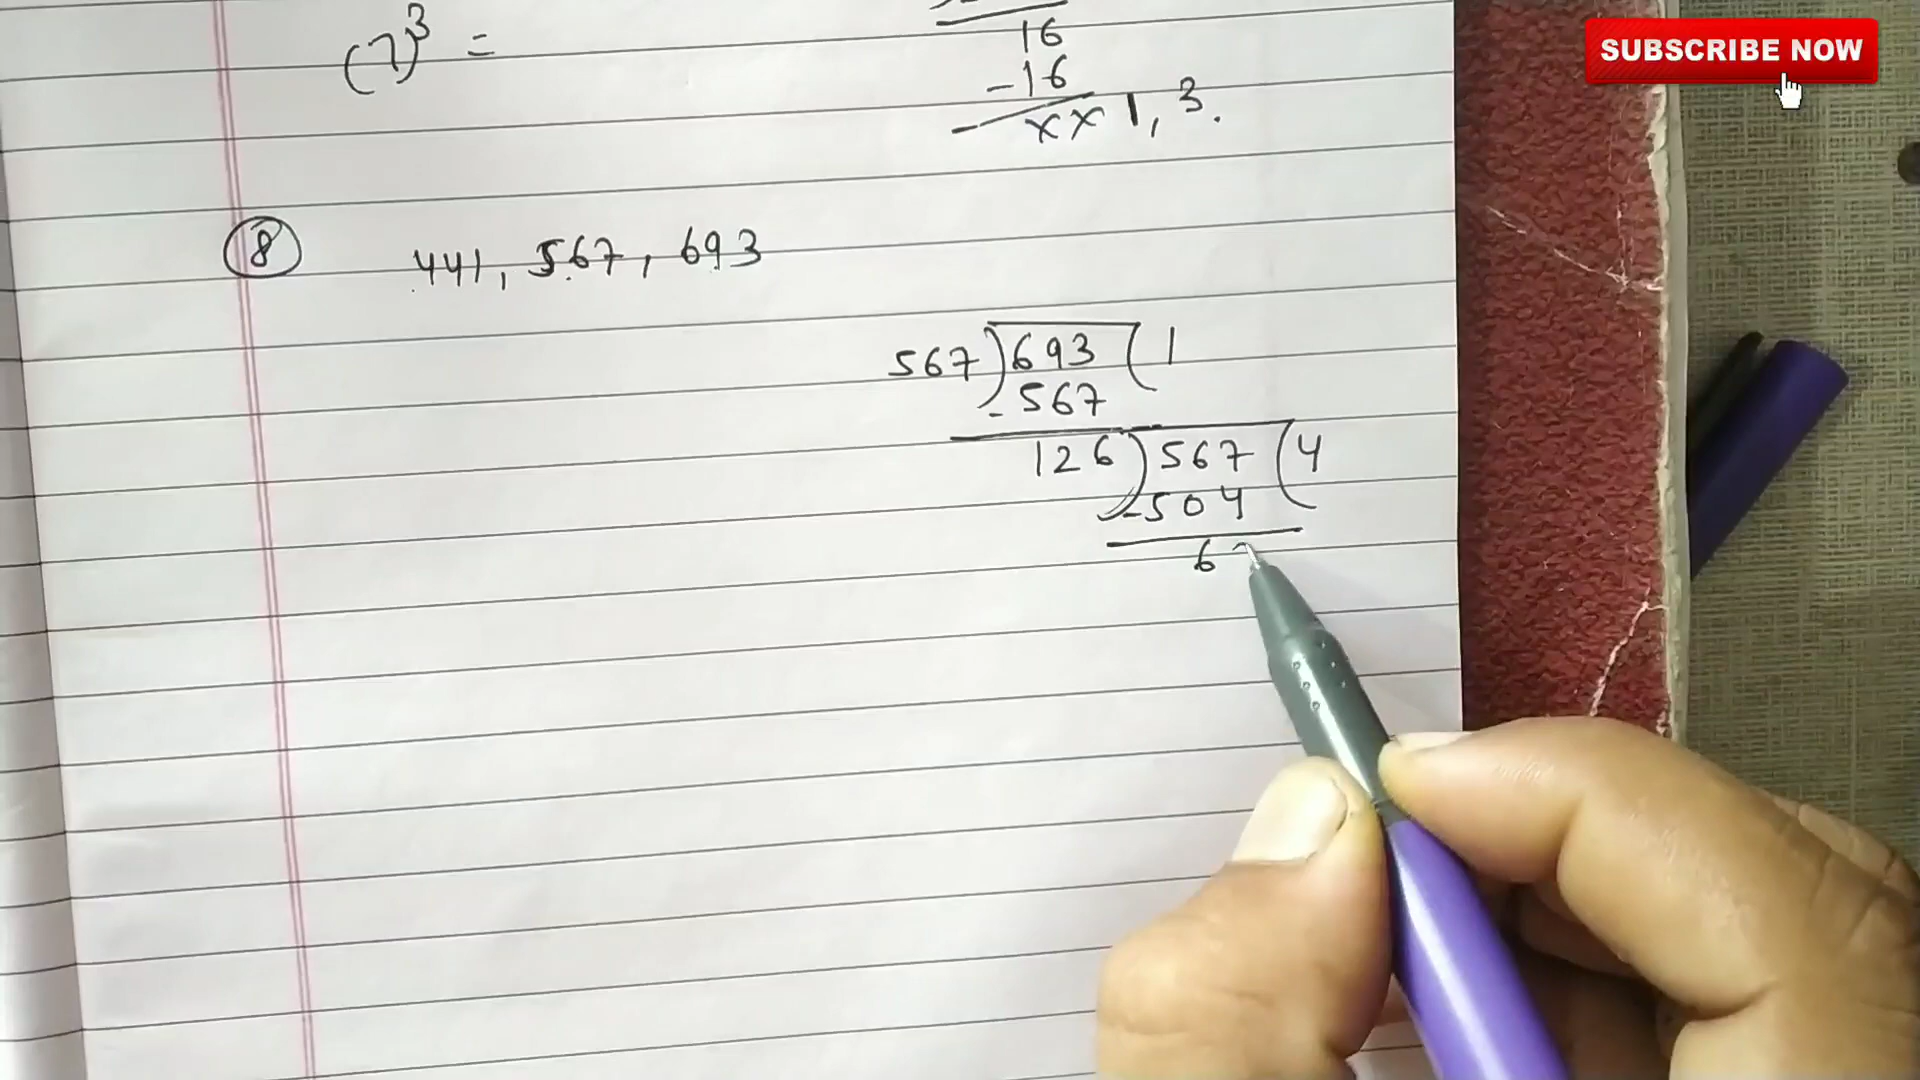 (7)³ =
16
-16
xx 1, 3.
SUBSCRIBE NOW
8 441, 567, 693
567)693(1
-567
126)567(4
-504
6